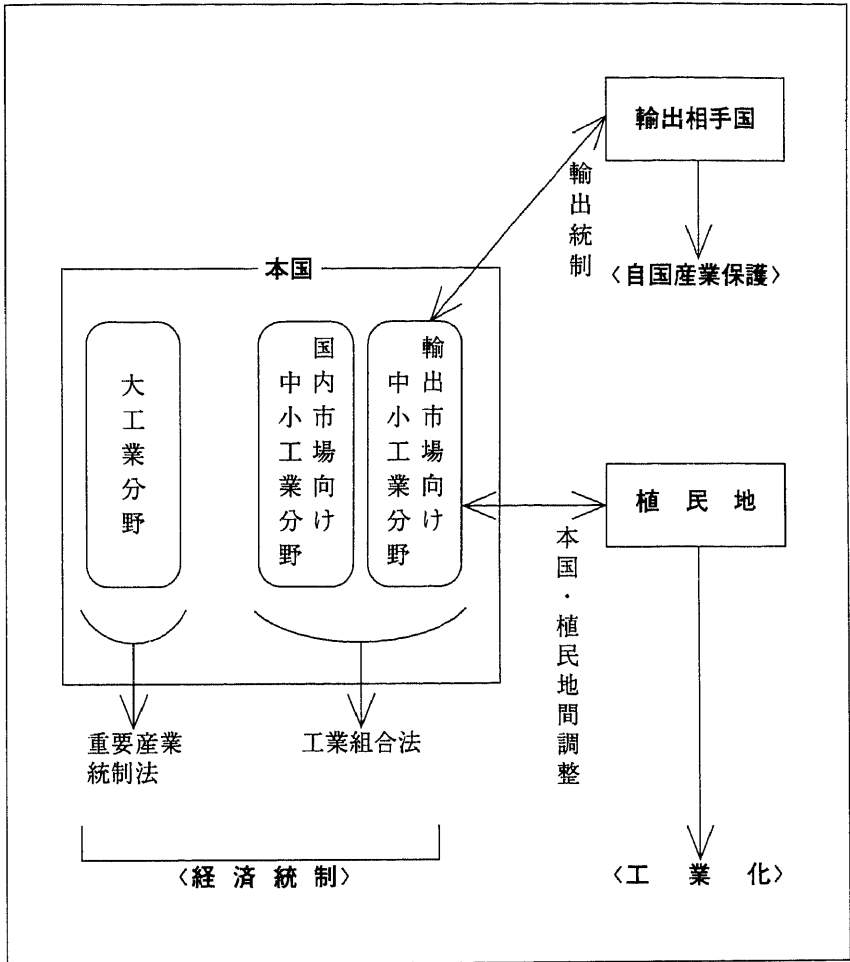 輸出相手国
輸出統制
〈自国産業保護〉
本国
大工業分野
国内市場向け
中小工業分野
輸出市場向け
中小工業分野
植民地
本国・植民地間調整
重要産業
統制法
工業組合法
〈経済統制〉
〈工業化〉